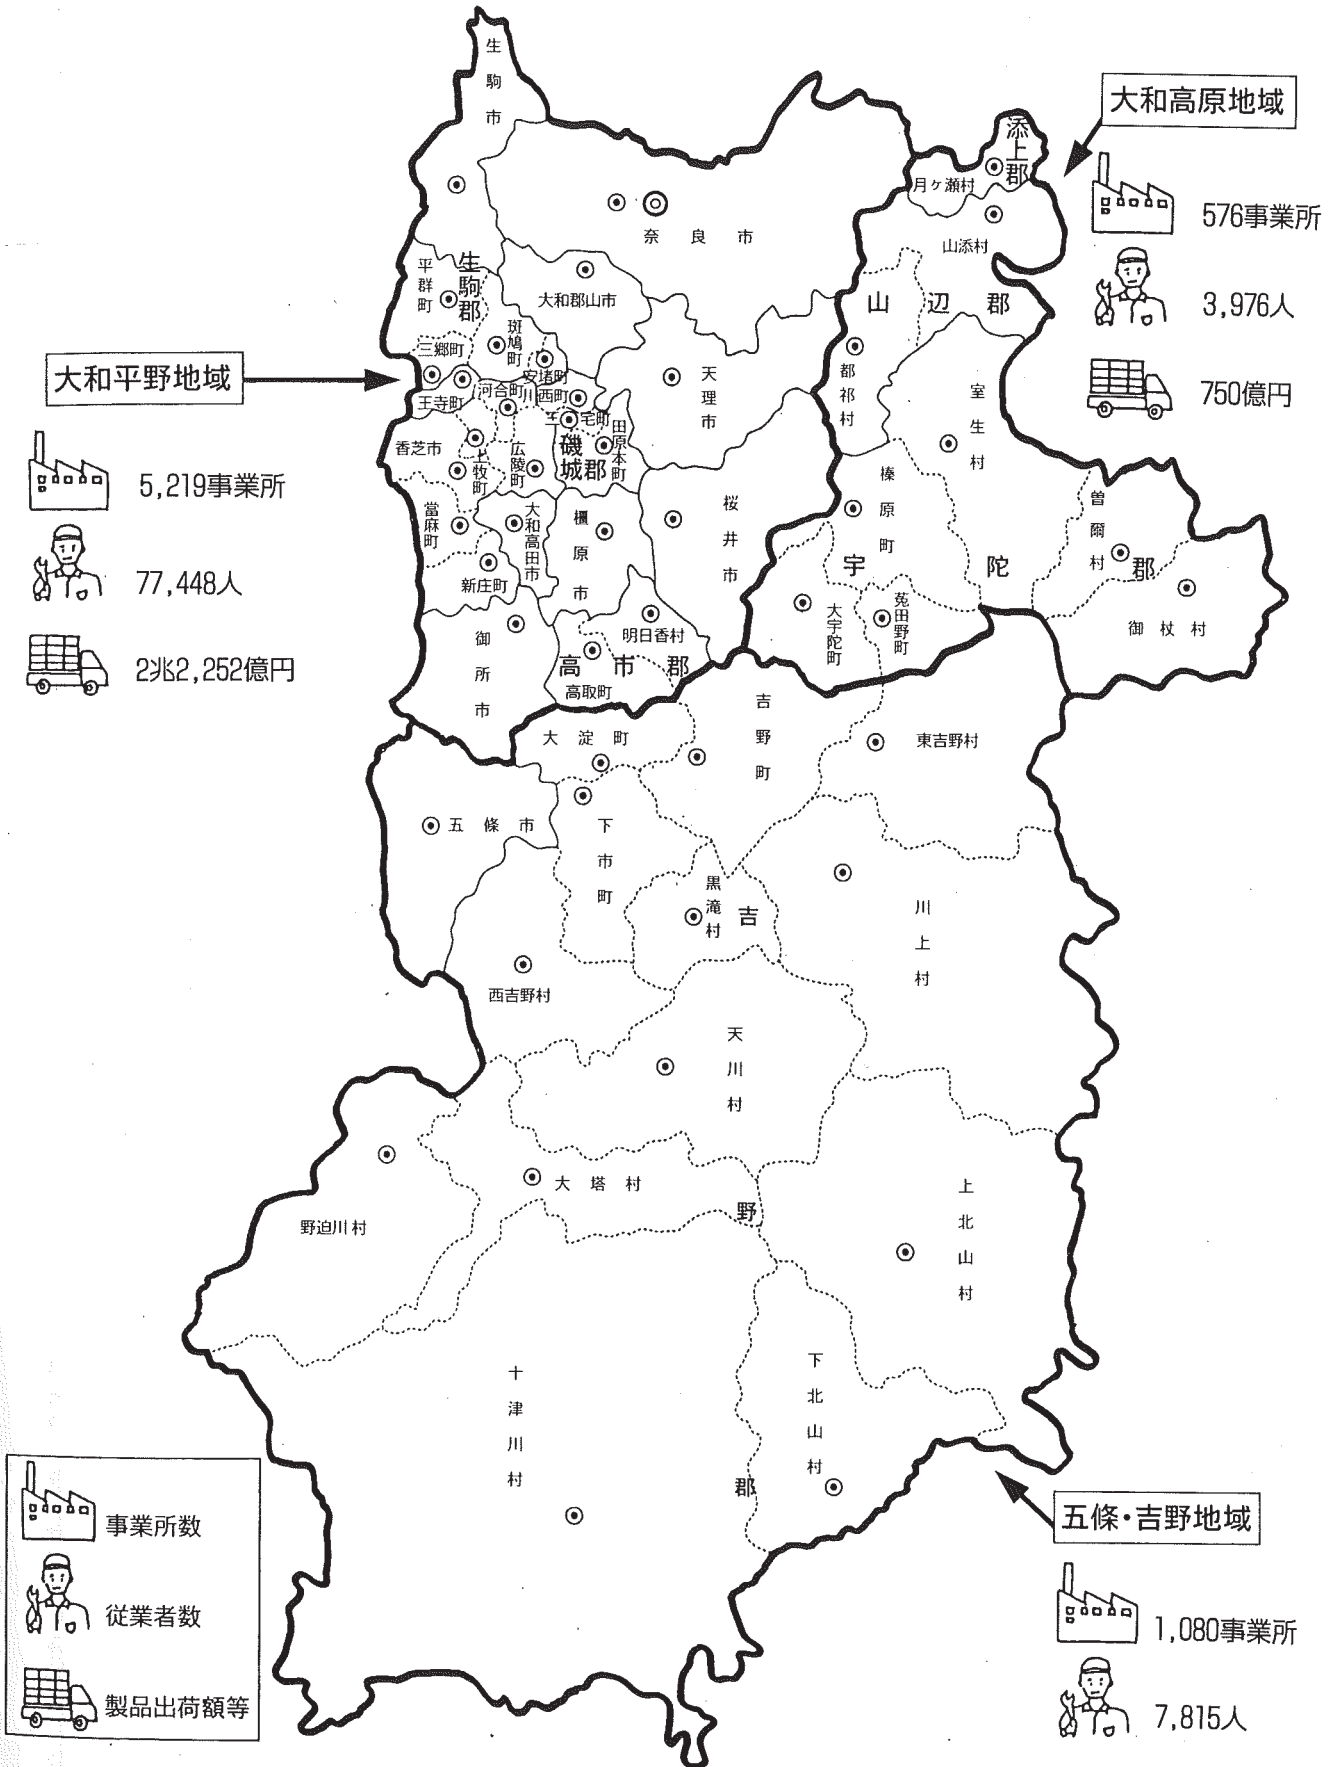 生駒市
大和高原地域
添上郡
月ヶ瀬村
576事業所
山添村
奈良市
平群町
生駒郡
大和郡山市
山辺郡
3,976人
斑鳩町
三郷町
安堵町
都祁村
大和平野地域
天理市
室生村
750億円
王寺町
河合町
川西町
三宅町
田原本町
香芝市
上牧町
広陵町
磯城郡
5,219事業所
當麻町
大和高田市
橿原市
桜井市
榛原町
曽爾村
77,448人
新庄町
宇陀郡
大宇陀町
菟田野町
御杖村
御所市
明日香村
高市郡
高取町
2兆2,252億円
大淀町
吉野町
東吉野村
五條市
下市町
黒滝村
吉野郡
川上村
西吉野村
天川村
大塔村
野迫川村
上北山村
十津川村
下北山村
五條・吉野地域
1,080事業所
7,815人
事業所数
従業者数
製品出荷額等